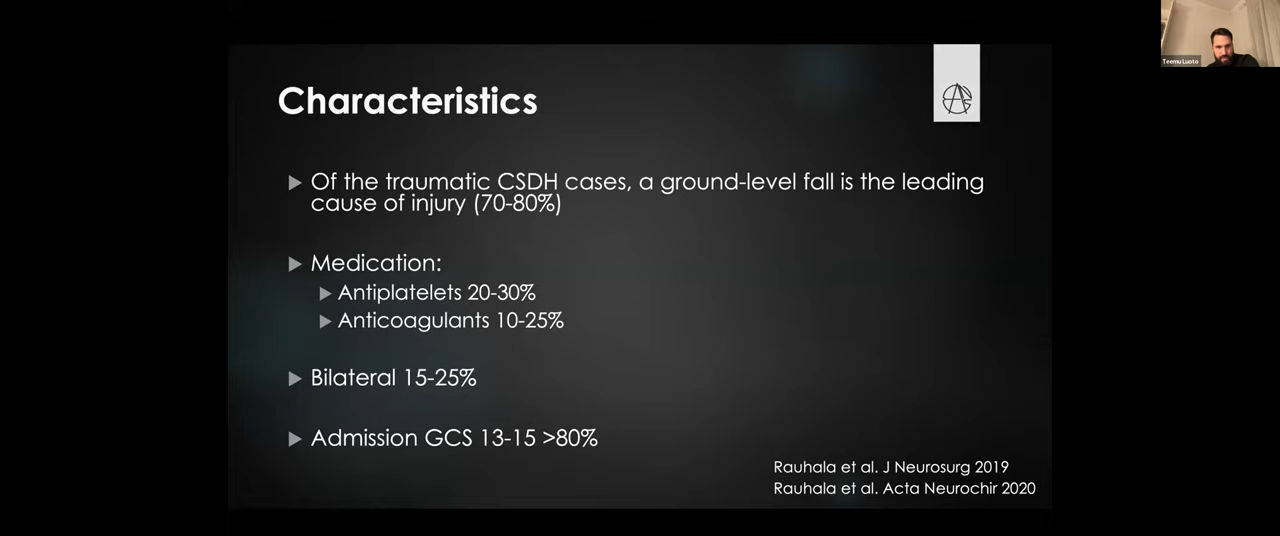 Teemu Luoto
Characteristics
Of the traumatic CSDH cases, a ground-level fall is the leading
cause of injury (70-80%)
Medication:
Antiplatelets 20-30%
Anticoagulants 10-25%
Bilateral 15-25%
Admission GCS 13-15 >80%
Rauhala et al. J Neurosurg 2019
Rauhala et al. Acta Neurochir 2020